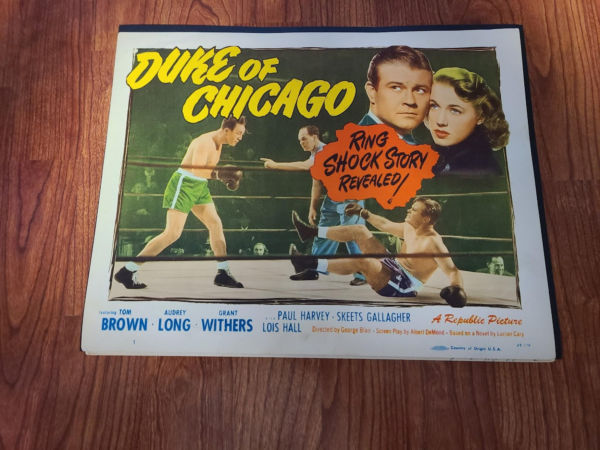 DUKE OF
CHICAGO
RING
SHOCK STORY
REVEALED!
featuring TOM BROWN · AUDREY LONG · GRANT WITHERS
with PAUL HARVEY · SKEETS GALLAGHER
LOIS HALL
Directed by George Blair - Screen Play by Albert DeMond - Based on a Novel by Lucian Cary
A Republic Picture
1
Country of Origin U.S.A.